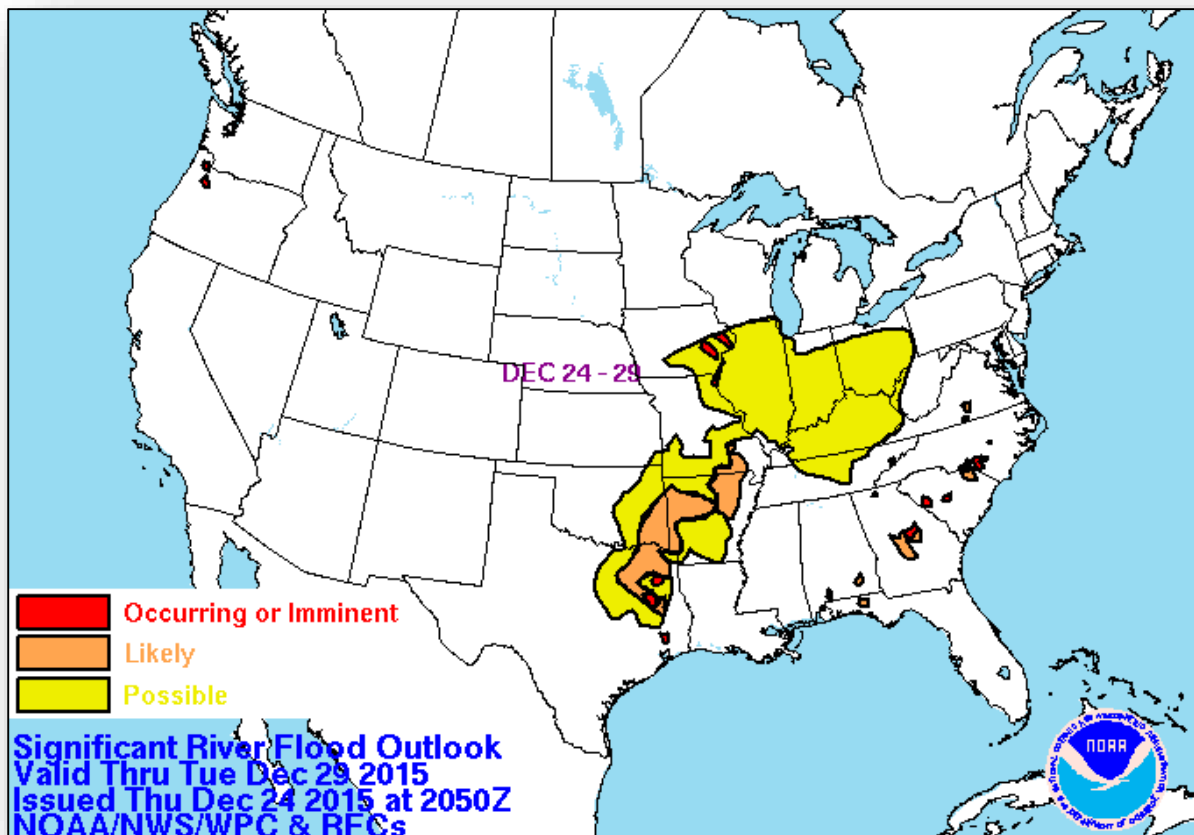 DEC 24 - 29
Occurring or Imminent
Likely
Possible
Significant River Flood Outlook
Valid Thru Tue Dec 29 2015
Issued Thu Dec 24 2015 at 2050Z
NOAA/NWS/WPC & RFCs
NOAA